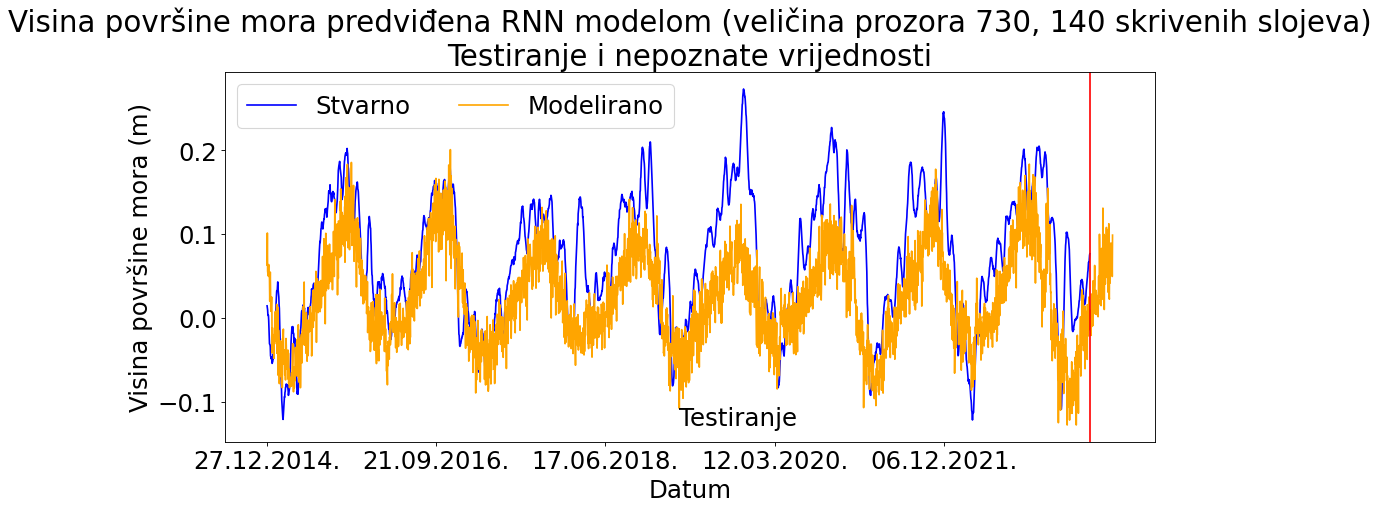 Visina površine mora predviđena RNN modelom (veličina prozora 730, 140 skrivenih slojeva)
Testiranje i nepoznate vrijednosti
Stvarno Modelirano
Visina površine mora (m)
0.2
0.1
0.0
−0.1
Testiranje
27.12.2014. 21.09.2016. 17.06.2018. 12.03.2020. 06.12.2021.
Datum